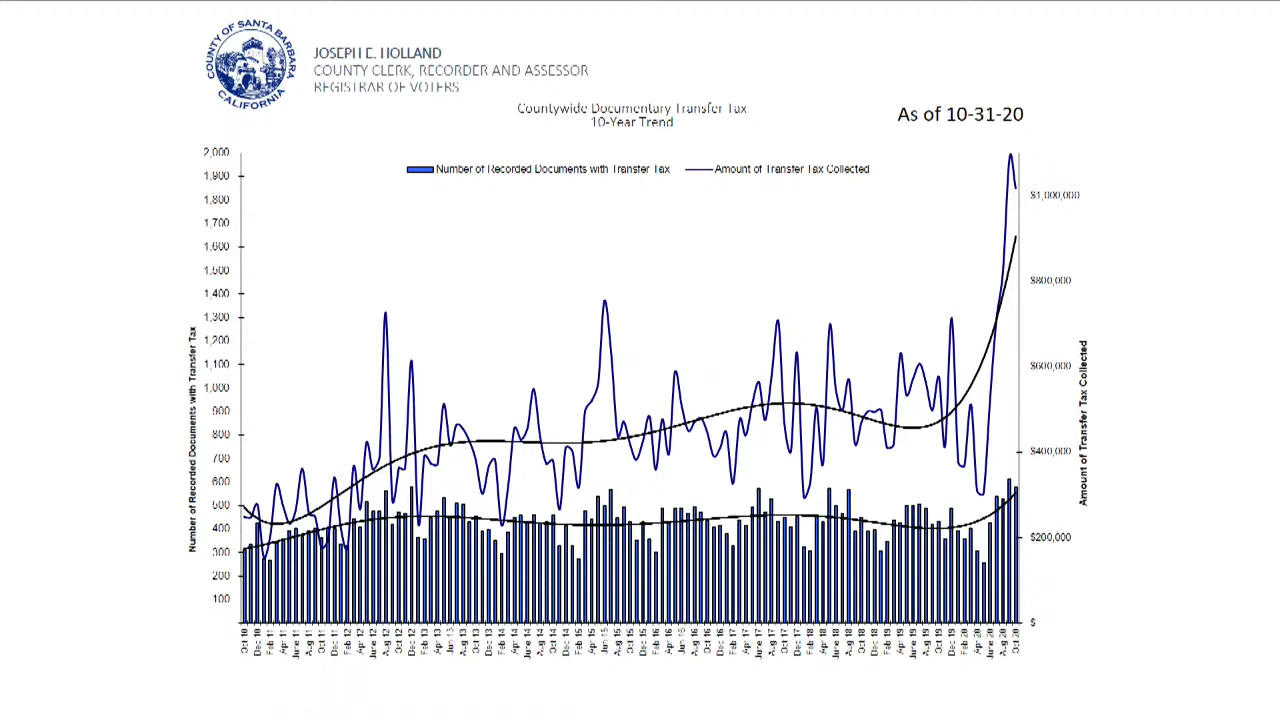 COUNTY OF SANTA BARBARA
CALIFORNIA
JOSEPH E. HOLLAND
COUNTY CLERK, RECORDER AND ASSESSOR
REGISTRAR OF VOTERS
Countywide Documentary Transfer Tax
10-Year Trend
As of 10-31-20
Number of Recorded Documents with Transfer Tax
Amount of Transfer Tax Collected
2,000
1,900
1,800
1,700
1,600
1,500
1,400
1,300
1,200
1,100
1,000
900
800
700
600
500
400
300
200
100
Number of Recorded Documents with Transfer Tax
$1,000,000
$800,000
$600,000
$400,000
$200,000
$
Amount of Transfer Tax Collected
Oct 10
Dec 10
Feb 11
Apr 11
June 11
Aug 11
Oct 11
Dec 11
Feb 12
Apr 12
June 12
Aug 12
Oct 12
Dec 12
Feb 13
Apr 13
Jun 13
Aug 13
Oct 13
Dec 13
Feb 14
Apr 14
Jun 14
Aug 14
Oct 14
Dec 14
Feb 15
Apr 15
Jun 15
Aug 15
Oct 15
Dec 15
Feb 16
Apr 16
Jun 16
Aug 16
Oct 16
Dec 16
Feb 17
Apr 17
June 17
Aug 17
Oct 17
Dec 17
Feb 18
Apr 18
June 18
Aug 18
Oct 18
Dec 18
Feb 19
Apr 19
June 19
Aug 19
Oct 19
Dec 19
Feb 20
Apr 20
June 20
Aug 20
Oct 20